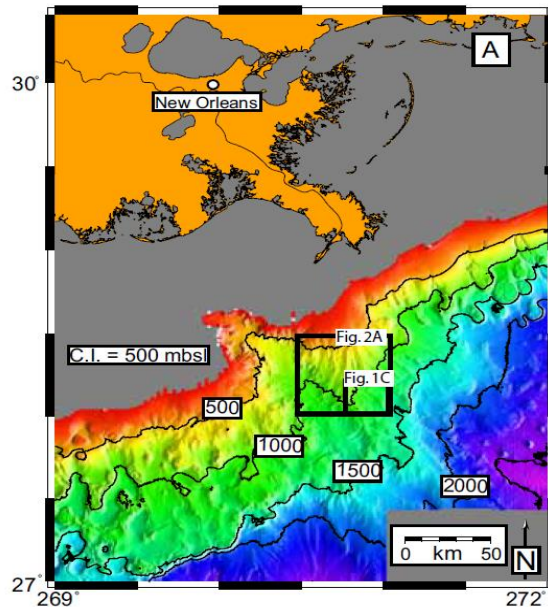 A
30°
New Orleans
Fig. 2A
C.I. = 500 mbsl
Fig. 1C
500
1000
1500
2000
0 km 50
N
27°
269°
272°